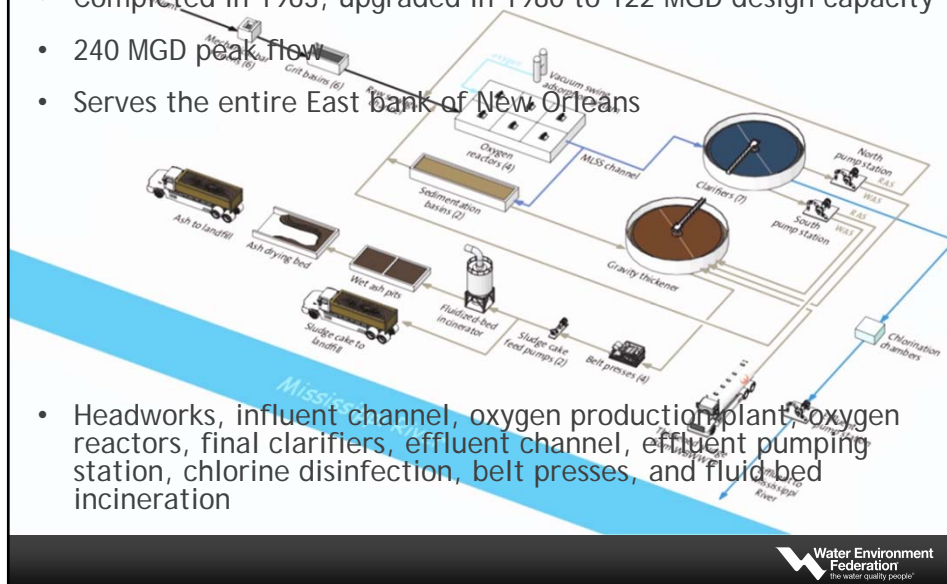 • 240 MGD peak flow
• Serves the entire East bank of New Orleans
oxygen
Vacuum swing
Grit basins (6)
Oxygen
reactors (4)
MLSS channel
Clarifiers (7)
North
pump station
RAS
WAS
South
pump station
RAS
WAS
Sedimentation
basins (2)
Gravity thickener
Ash to landfill
Ash drying bed
Wet ash pits
Fluidized-bed
incinerator
Sludge cake to
landfill
Sludge cake
feed pumps (2)
Belt presses (4)
Chlorination
chambers
• Headworks, influent channel, oxygen production plant, oxygen
reactors, final clarifiers, effluent channel, effluent pumping
station, chlorine disinfection, belt presses, and fluid bed
incineration
River
Water Environment
Federation
the water quality people®